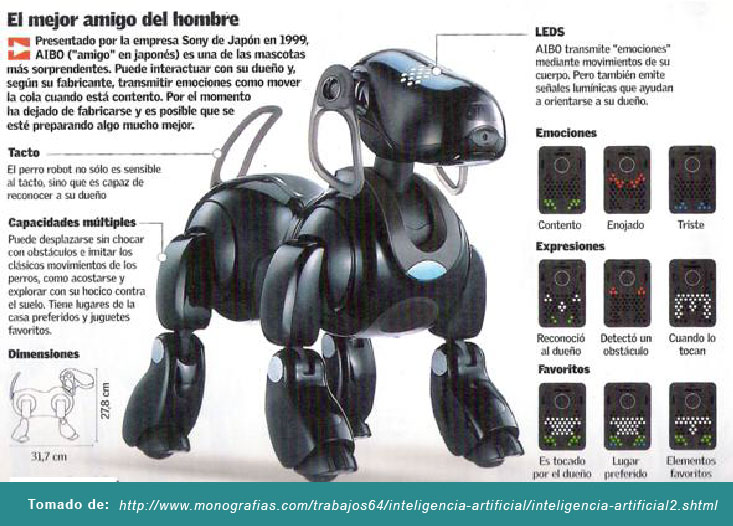 El mejor amigo del hombre
Presentado por la empresa Sony de Japón en 1999,
AIBO ("amigo" en japonés) es una de las mascotas
más sorprendentes. Puede interactuar con su dueño y,
según su fabricante, transmitir emociones como mover
la cola cuando está contento. Por el momento
ha dejado de fabricarse y es posible que se
esté preparando algo mucho mejor.
Tacto
El perro robot no sólo es sensible
al tacto, sino que es capaz de
reconocer a su dueño
Capacidades múltiples
Puede desplazarse sin chocar
con obstáculos e imitar los
clásicos movimientos de los
perros, como acostarse y
explorar con su hocico contra
el suelo. Tiene lugares de la
casa preferidos y juguetes
favoritos.
Dimensiones
27,8 cm
31,7 cm
LEDS
AIBO transmite "emociones"
mediante movimientos de su
cuerpo. Pero también emite
señales lumínicas que ayudan
a orientarse a su dueño.
Emociones
Contento Enojado Triste
Expresiones
Reconoció
al dueño
Detectó un
obstáculo
Cuando lo
tocan
Favoritos
Es tocado
por el dueño
Lugar
preferido
Elementos
favoritos
Tomado de: http://www.monografias.com/trabajos64/inteligencia-artificial/inteligencia-artificial2.shtml